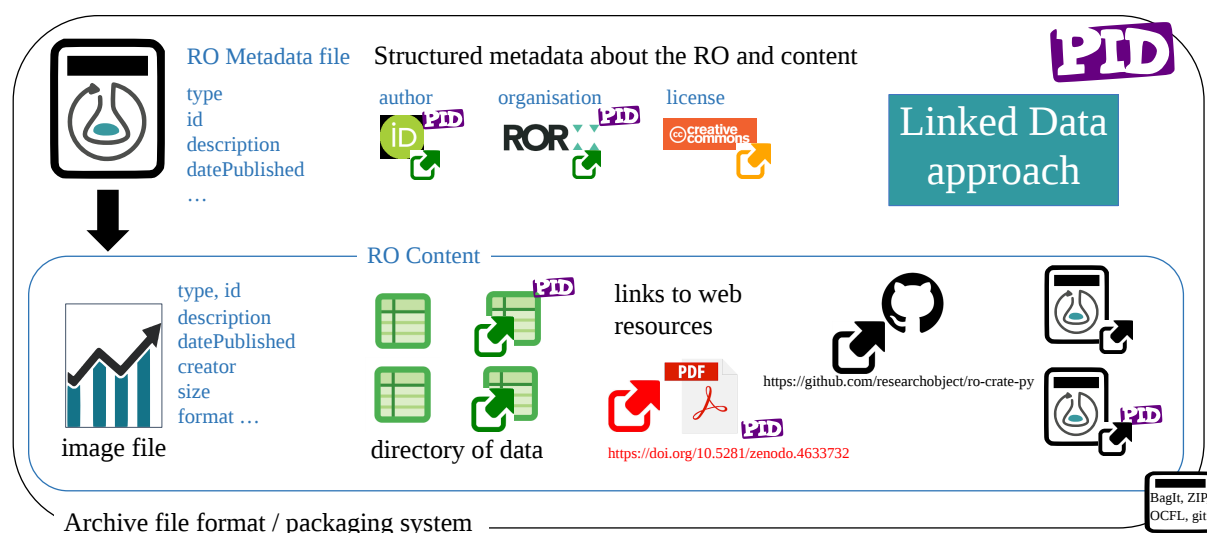 RO Metadata file
Structured metadata about the RO and content
PID
type
id
description
datePublished
…
author
organisation
license
iD
PID
ROR
PID
cc creative commons
Linked Data
approach
RO Content
type, id
description
datePublished
creator
size
format …
image file
PID
directory of data
links to web
resources
PDF
PID
https://doi.org/10.5281/zenodo.4633732
https://github.com/researchobject/ro-crate-py
PID
Archive file format / packaging system
BagIt, ZIP
OCFL, git